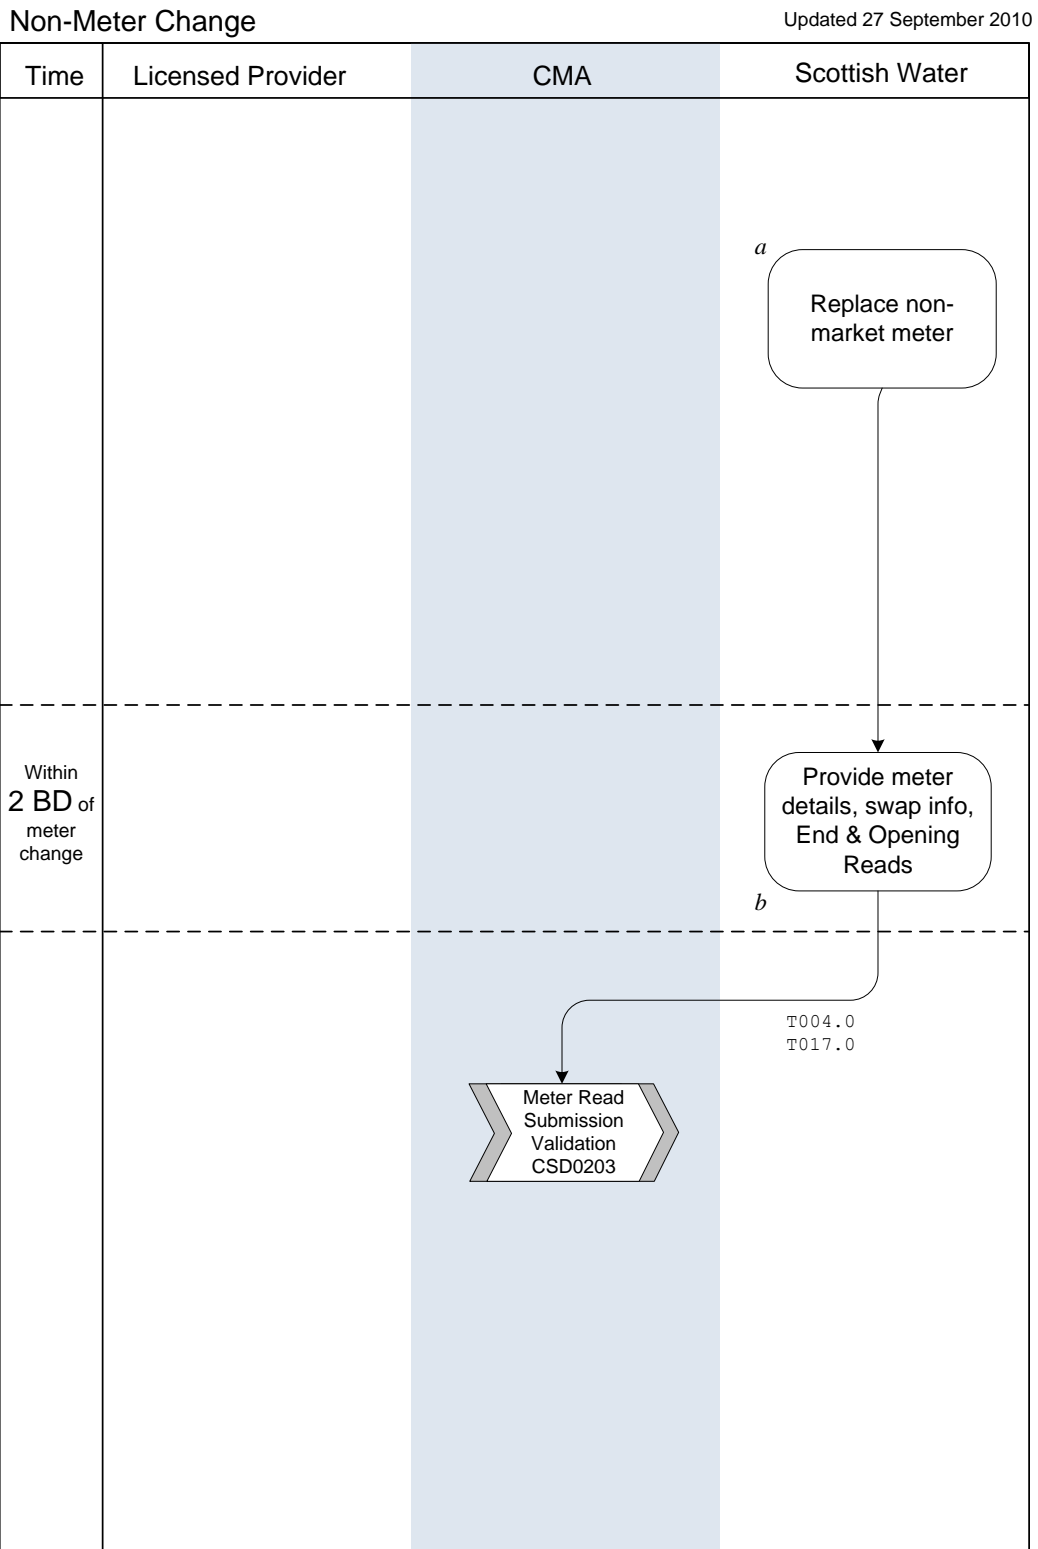 Non-Meter Change
Updated 27 September 2010
Time
Licensed Provider
CMA
Scottish Water
a
Replace non-
market meter
Within
2 BD of
meter
change
Provide meter
details, swap info,
End & Opening
Reads
b
T004.0
T017.0
Meter Read
Submission
Validation
CSD0203